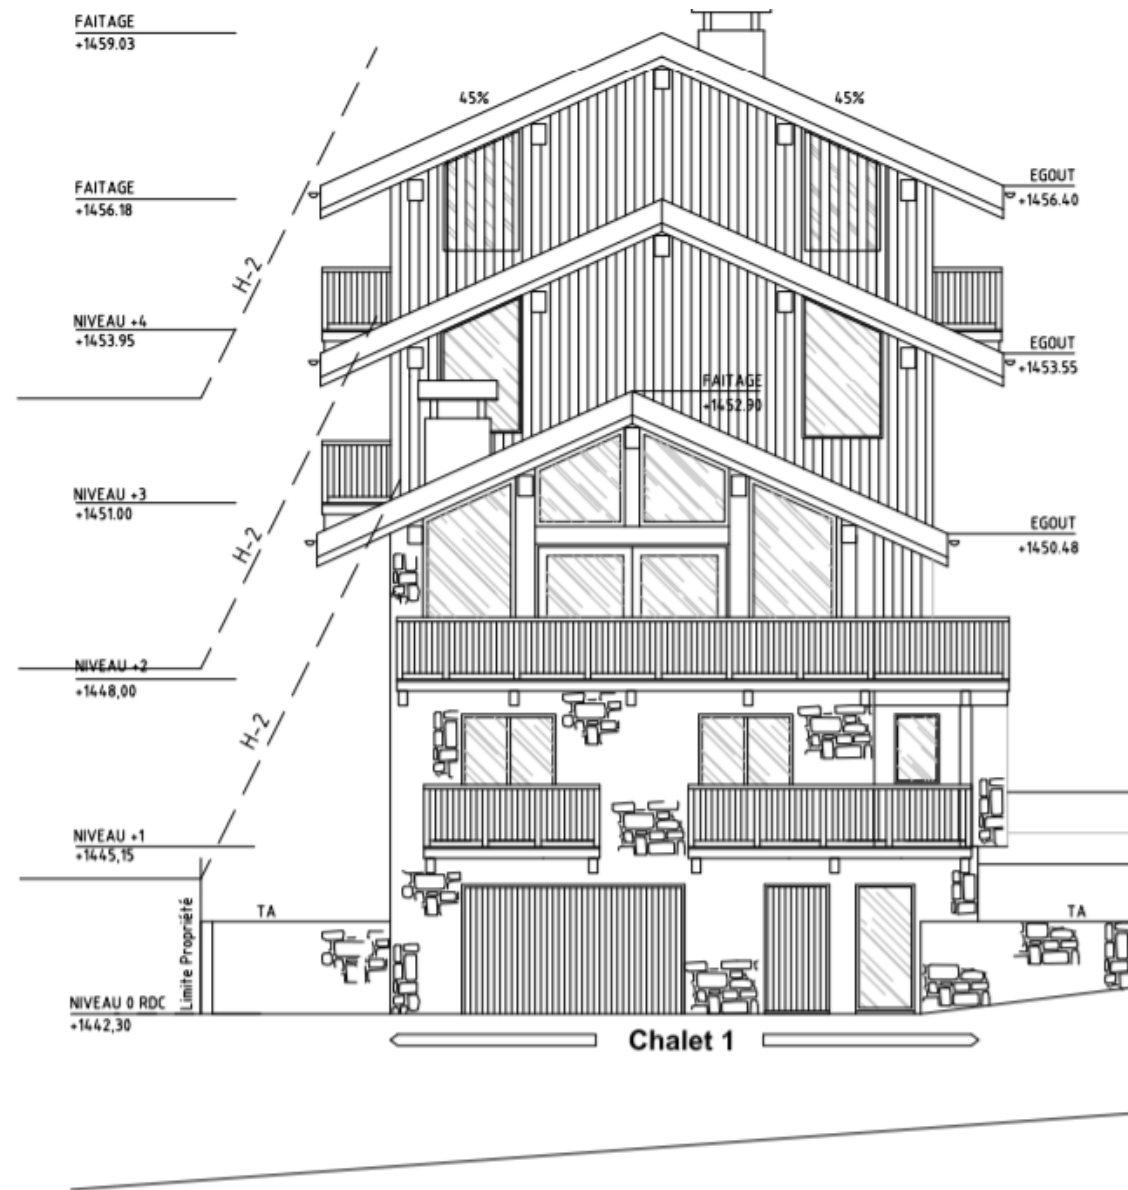 FAITAGE
+1459.03
45%
45%
EGOUT
+1456.40
FAITAGE
+1456.18
H-2
NIVEAU +4
+1453.95
EGOUT
+1453.55
FAITAGE
+1452.90
NIVEAU +3
+1451.00
EGOUT
+1450.48
H-2
NIVEAU +2
+1448,00
H-2
NIVEAU +1
+1445,15
Limite Propriété
TA
TA
NIVEAU 0 RDC
+1442,30
Chalet 1